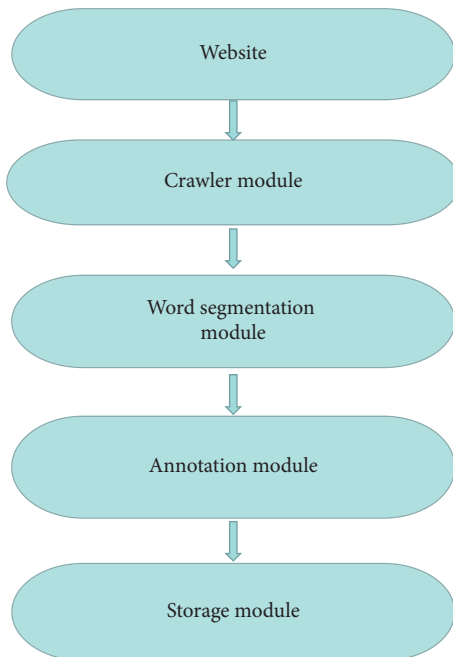 Website
Crawler module
Word segmentation
module
Annotation module
Storage module